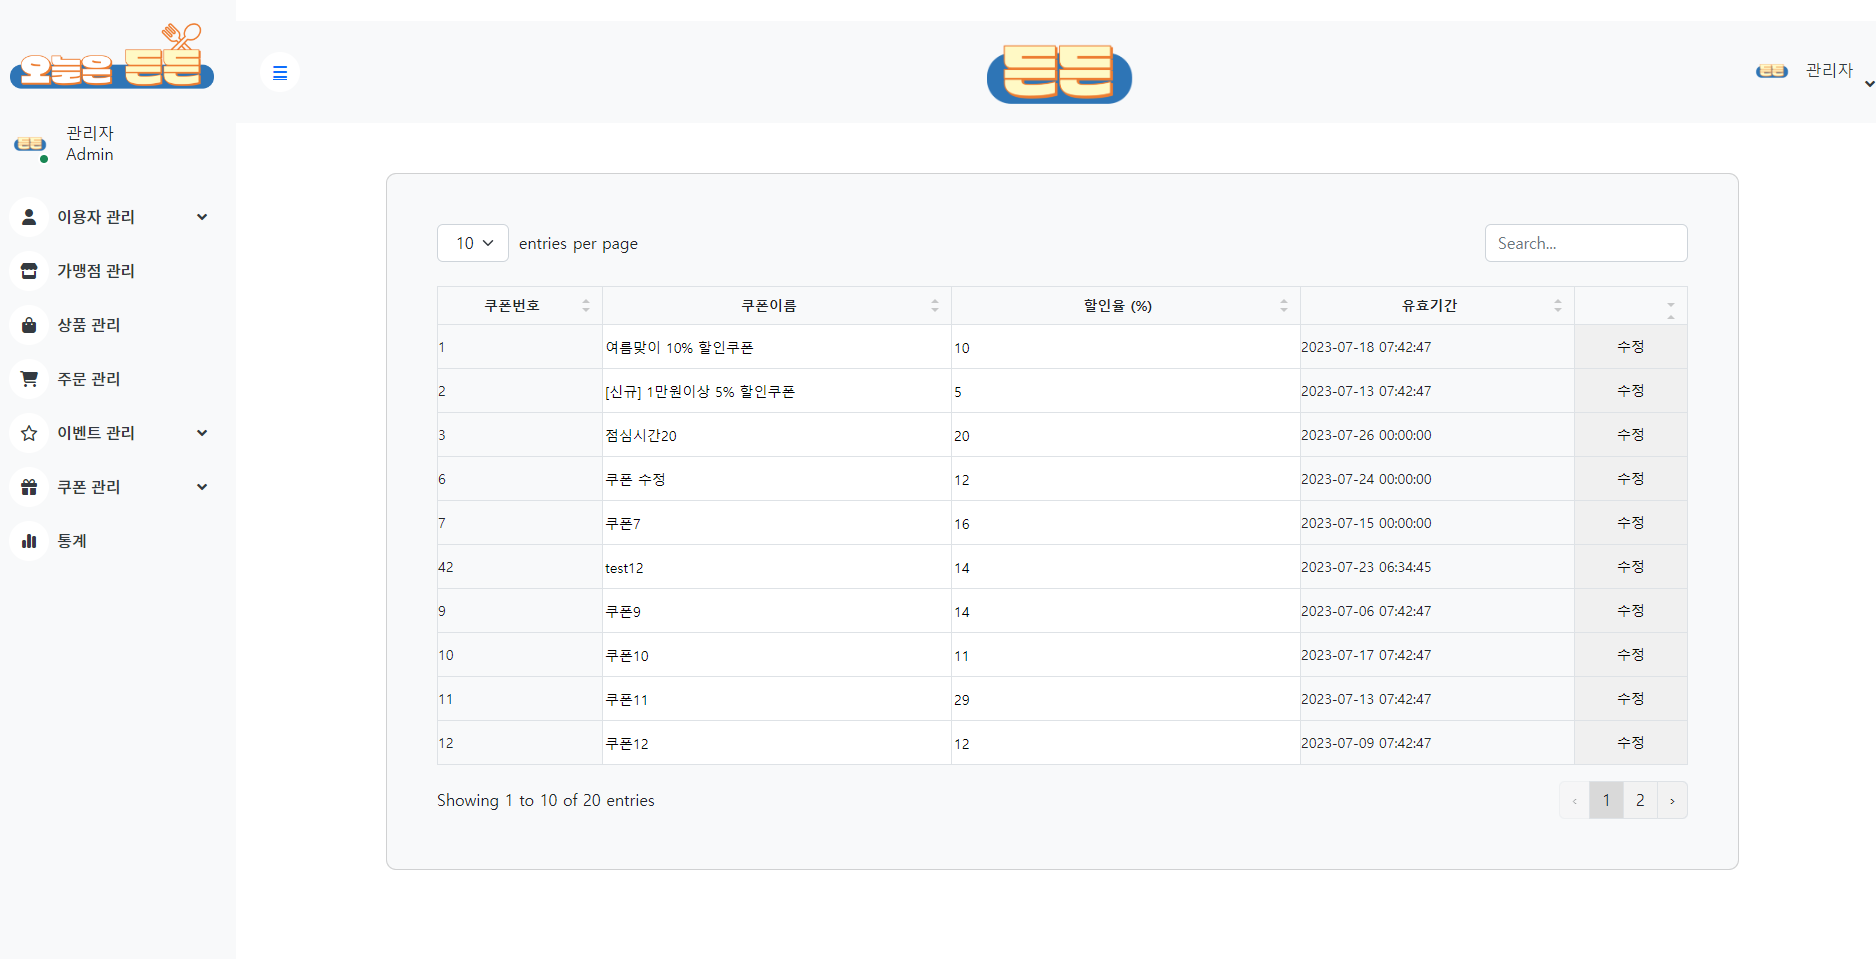 오늘은 든든
든든
든든 관리자
든든 관리자
Admin
이용자 관리
가맹점 관리
상품 관리
주문 관리
이벤트 관리
쿠폰 관리
통계
10 entries per page
Search...
쿠폰번호 쿠폰이름 할인율 (%) 유효기간
1 여름맞이 10% 할인쿠폰 10 2023-07-18 07:42:47 수정
2 [신규] 1만원이상 5% 할인쿠폰 5 2023-07-13 07:42:47 수정
3 점심시간20 20 2023-07-26 00:00:00 수정
6 쿠폰 수정 12 2023-07-24 00:00:00 수정
7 쿠폰7 16 2023-07-15 00:00:00 수정
42 test12 14 2023-07-23 06:34:45 수정
9 쿠폰9 14 2023-07-06 07:42:47 수정
10 쿠폰10 11 2023-07-17 07:42:47 수정
11 쿠폰11 29 2023-07-13 07:42:47 수정
12 쿠폰12 12 2023-07-09 07:42:47 수정
Showing 1 to 10 of 20 entries
‹ 1 2 ›